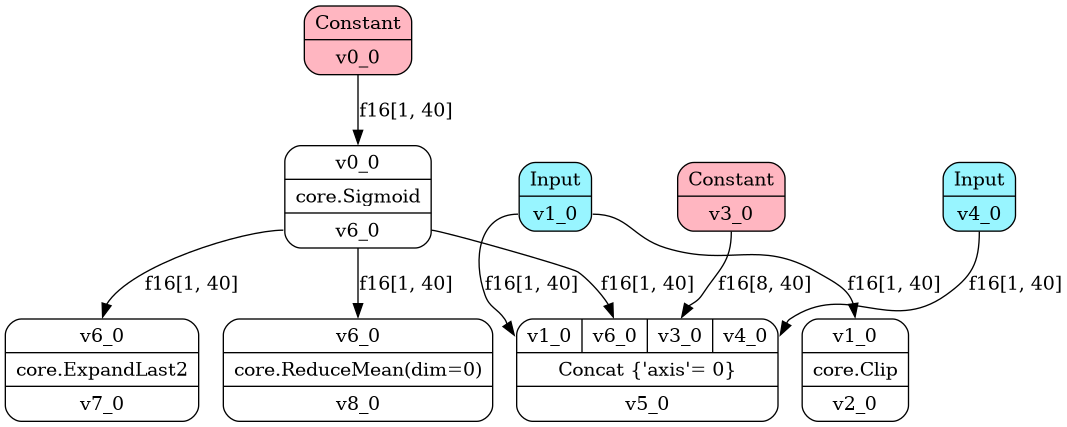 Constant
v0_0
f16[1, 40]
v0_0
core.Sigmoid
v6_0
Input
v1_0
Constant
v3_0
Input
v4_0
f16[1, 40]
f16[1, 40]
f16[1, 40]
f16[1, 40]
f16[8, 40]
f16[1, 40]
f16[1, 40]
v6_0
core.ExpandLast2
v7_0
v6_0
core.ReduceMean(dim=0)
v8_0
v1_0 v6_0 v3_0 v4_0
Concat {'axis'= 0}
v5_0
v1_0
core.Clip
v2_0